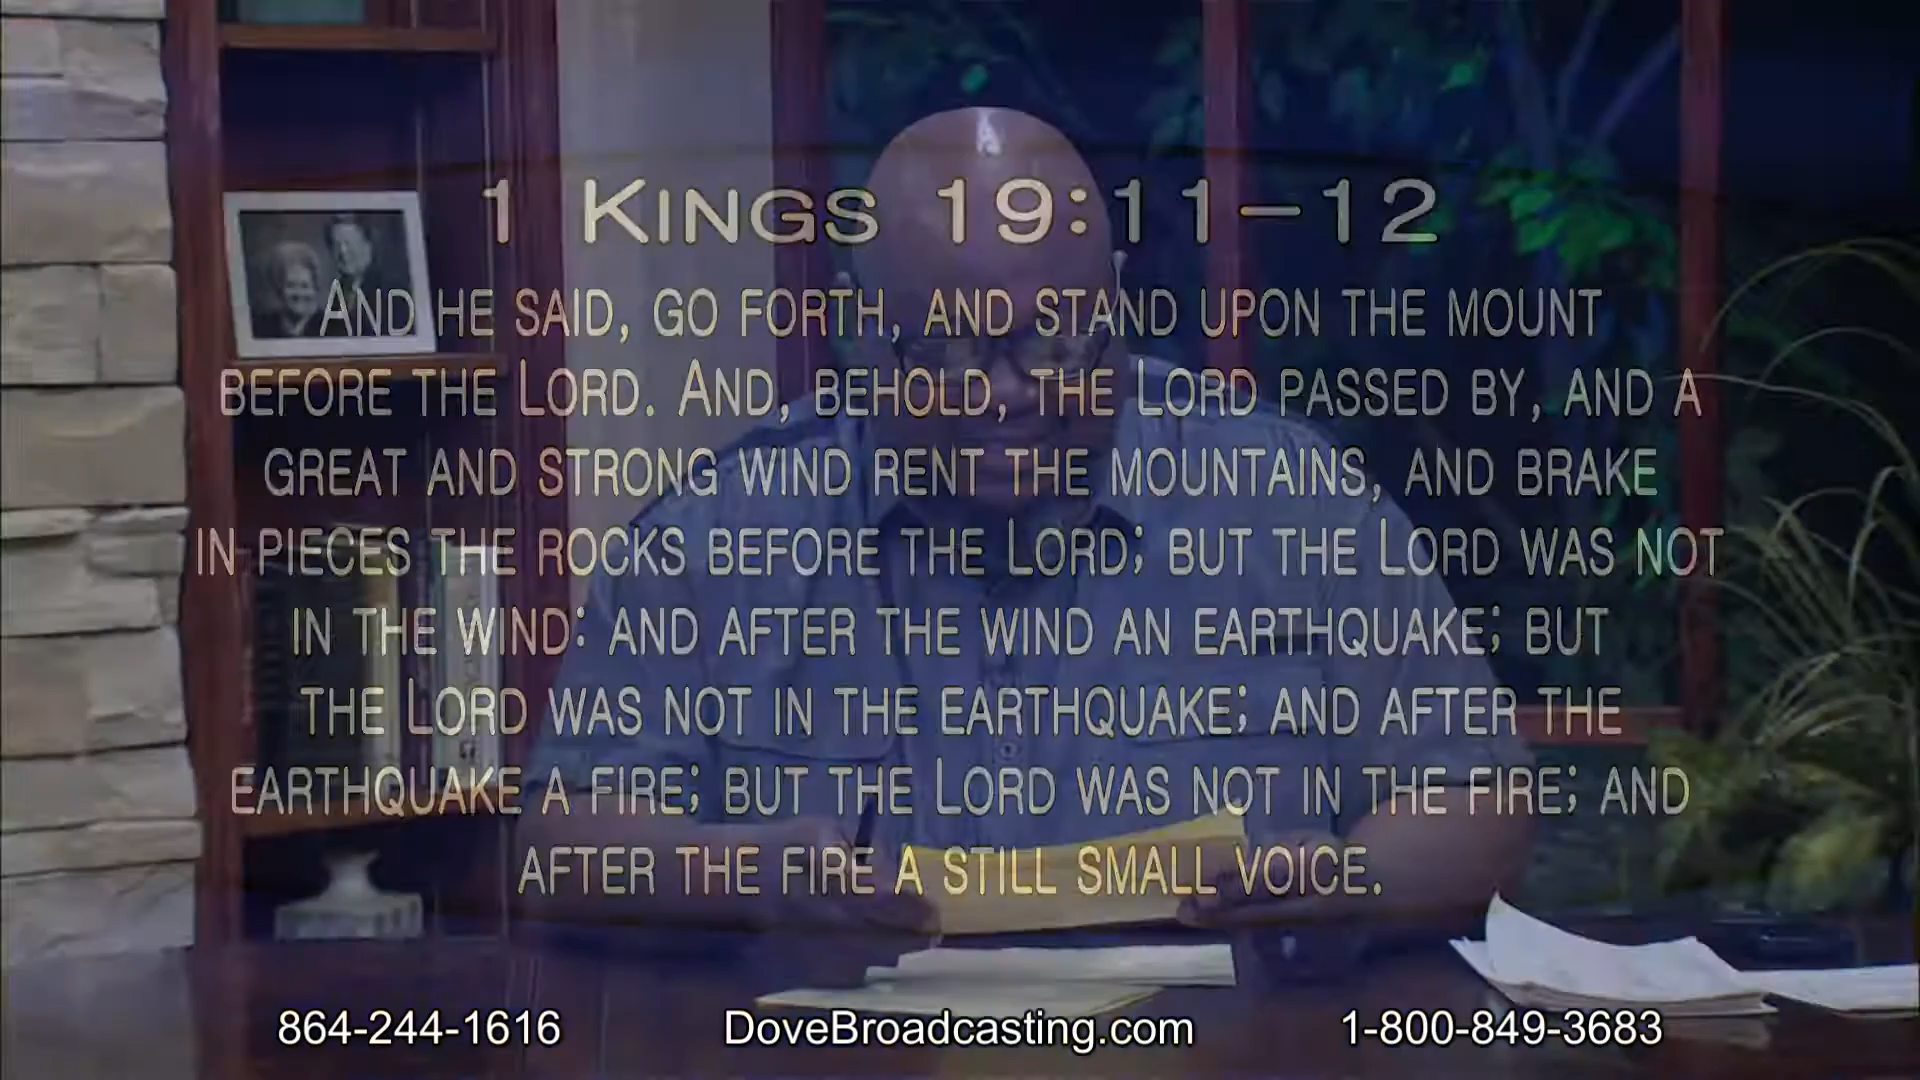 1 Kings 19:11–12
And he said, go forth, and stand upon the mount
before the Lord. And, behold, the Lord passed by, and a
great and strong wind rent the mountains, and brake
in pieces the rocks before the Lord; but the Lord was not
in the wind: and after the wind an earthquake; but
the Lord was not in the earthquake; and after the
earthquake a fire; but the Lord was not in the fire; and
after the fire a still small voice.
864-244-1616 DoveBroadcasting.com 1-800-849-3683